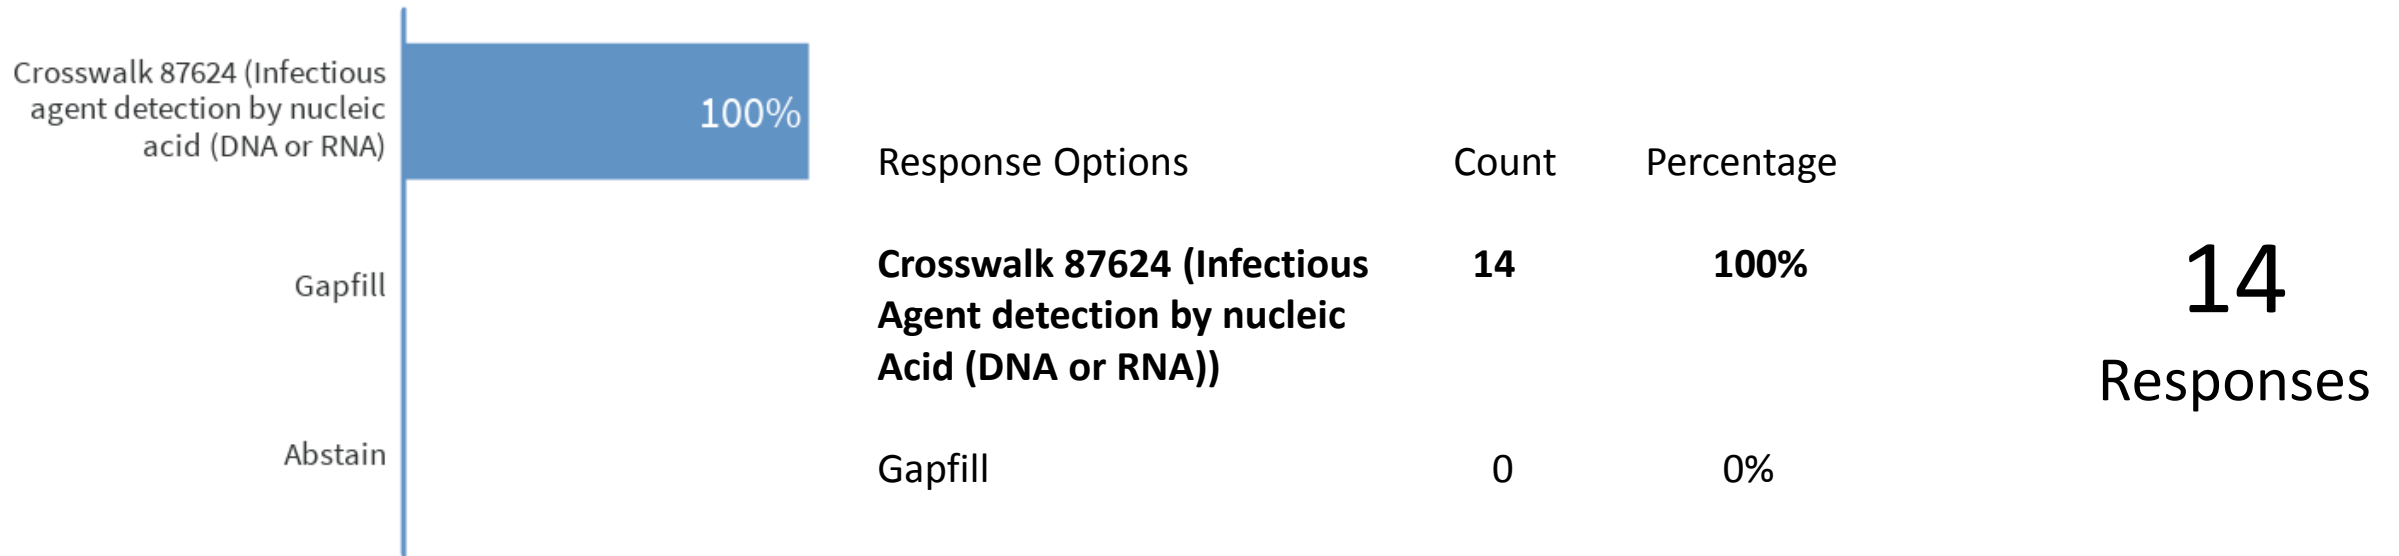 Crosswalk 87624 (Infectious
agent detection by nucleic
acid (DNA or RNA)
100%
Gapfill
Abstain
Response Options Count Percentage
Crosswalk 87624 (Infectious 14 100%
Agent detection by nucleic
Acid (DNA or RNA))
Gapfill 0 0%
14
Responses